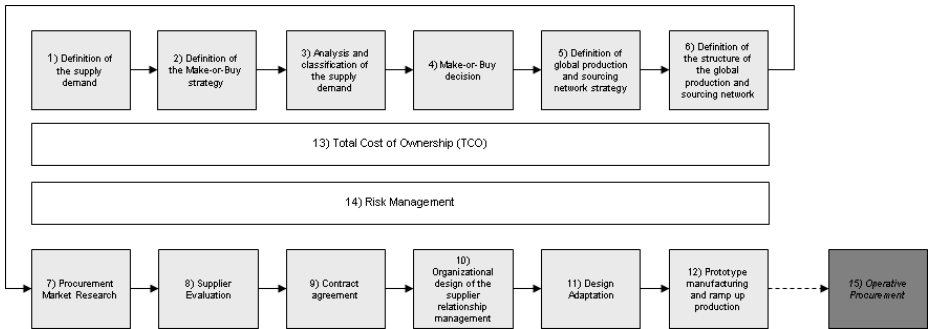 1) Definition of
the supply
demand
2) Definition of
the Make-or-Buy
strategy
3) Analysis and
classification of
the supply
demand
4) Make-or-Buy
decision
5) Definition of
global production
and sourcing
network strategy
6) Definition of
the structure of
the global
production and
sourcing network
13) Total Cost of Ownership (TCO)
14) Risk Management
7) Procurement
Market Research
8) Supplier
Evaluation
9) Contract
agreement
10)
Organizational
design of the
supplier
relationship
management
11) Design
Adaptation
12) Prototype
manufacturing
and ramp up
production
15) Operative
Procurement